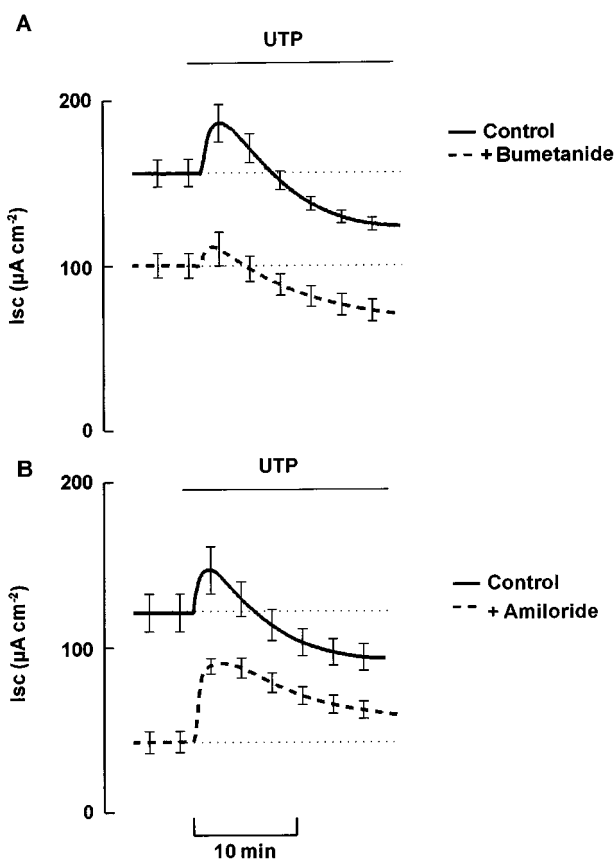 A
UTP
200
Control
+ Bumetanide
100
Isc (µA cm-2)
0
B
UTP
200
Control
+ Amiloride
100
Isc (µA cm-2)
0
10 min